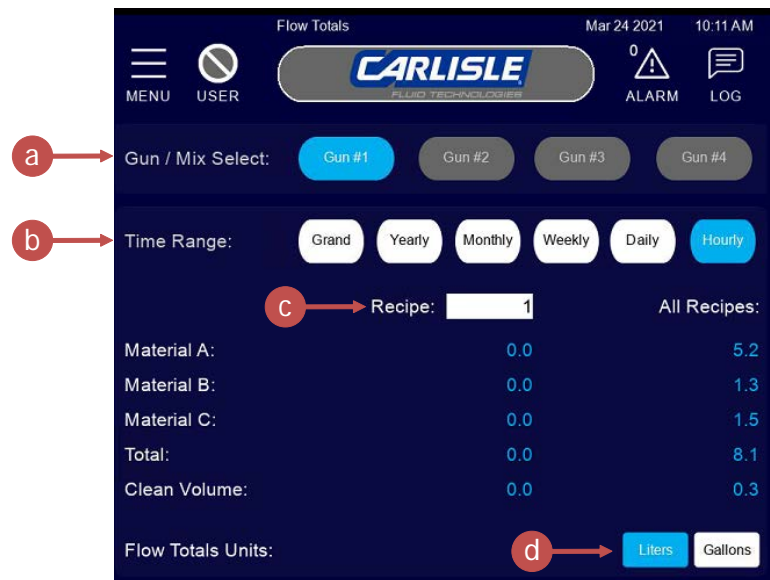 Flow Totals Mar 24 2021 10:11 AM
CARLISLE
FLUID TECHNOLOGIES
0
MENU USER ALARM LOG
a Gun / Mix Select: Gun #1 Gun #2 Gun #3 Gun #4
b Time Range: Grand Yearly Monthly Weekly Daily Hourly
c Recipe: 1 All Recipes:
Material A: 0.0 5.2
Material B: 0.0 1.3
Material C: 0.0 1.5
Total: 0.0 8.1
Clean Volume: 0.0 0.3
Flow Totals Units: d Liters Gallons